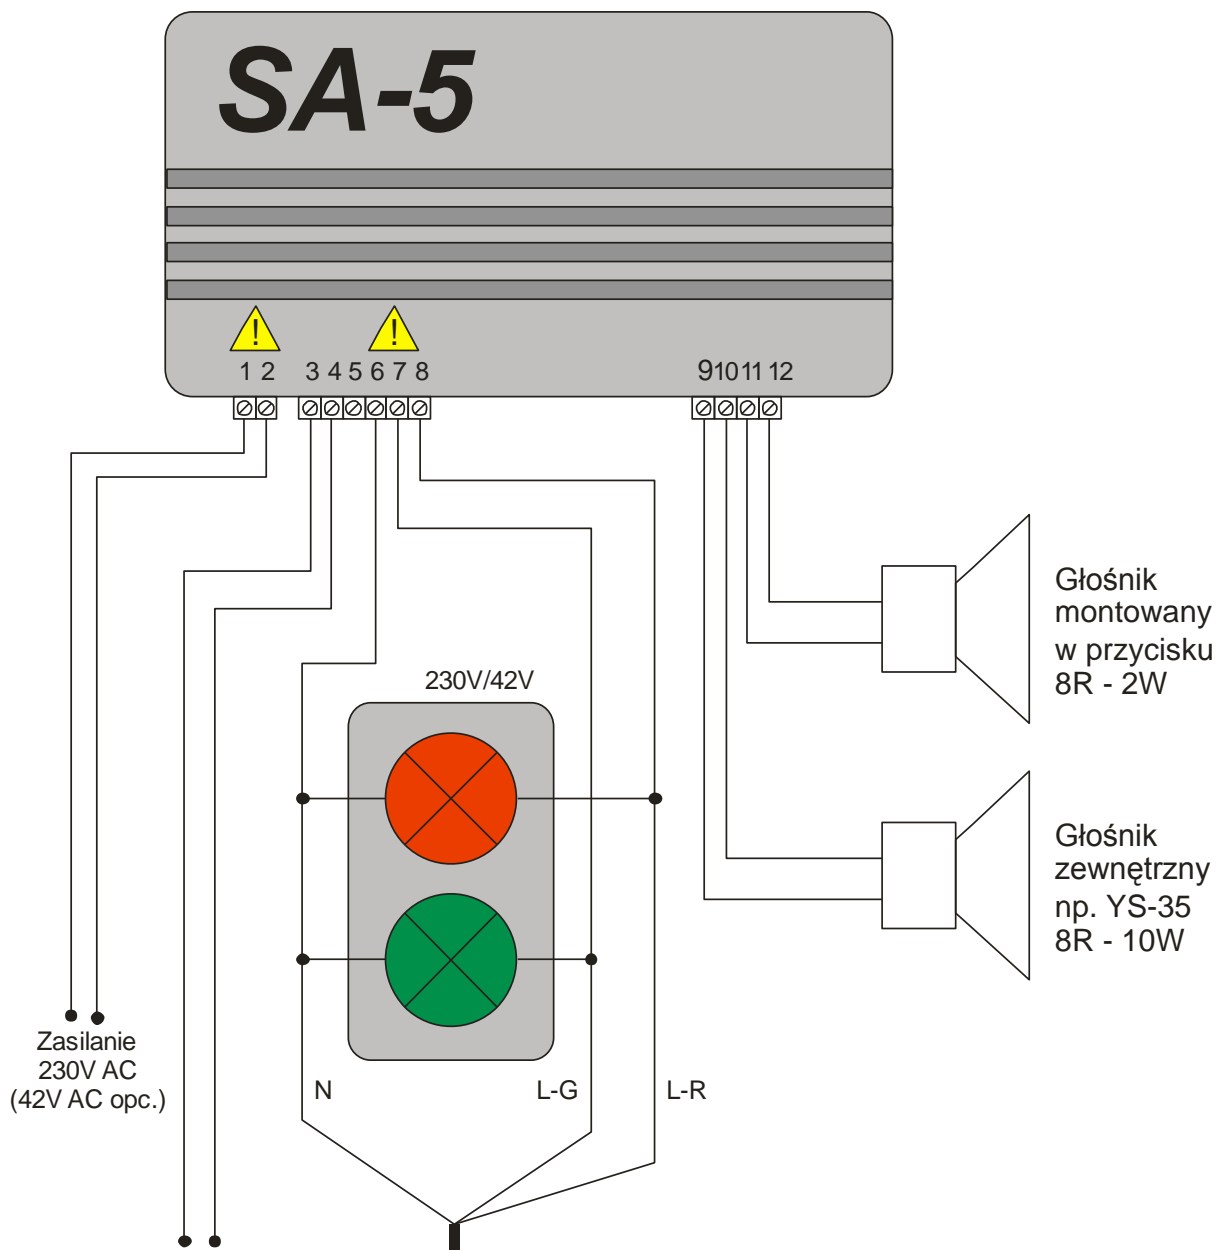 SA-5
! !
1 2 3 4 5 6 7 8 9 10 11 12
Głośnik
montowany
w przycisku
8R - 2W
230V/42V
Głośnik
zewnętrzny
np. YS-35
8R - 10W
Zasilanie
230V AC
(42V AC opc.)
N L-G L-R